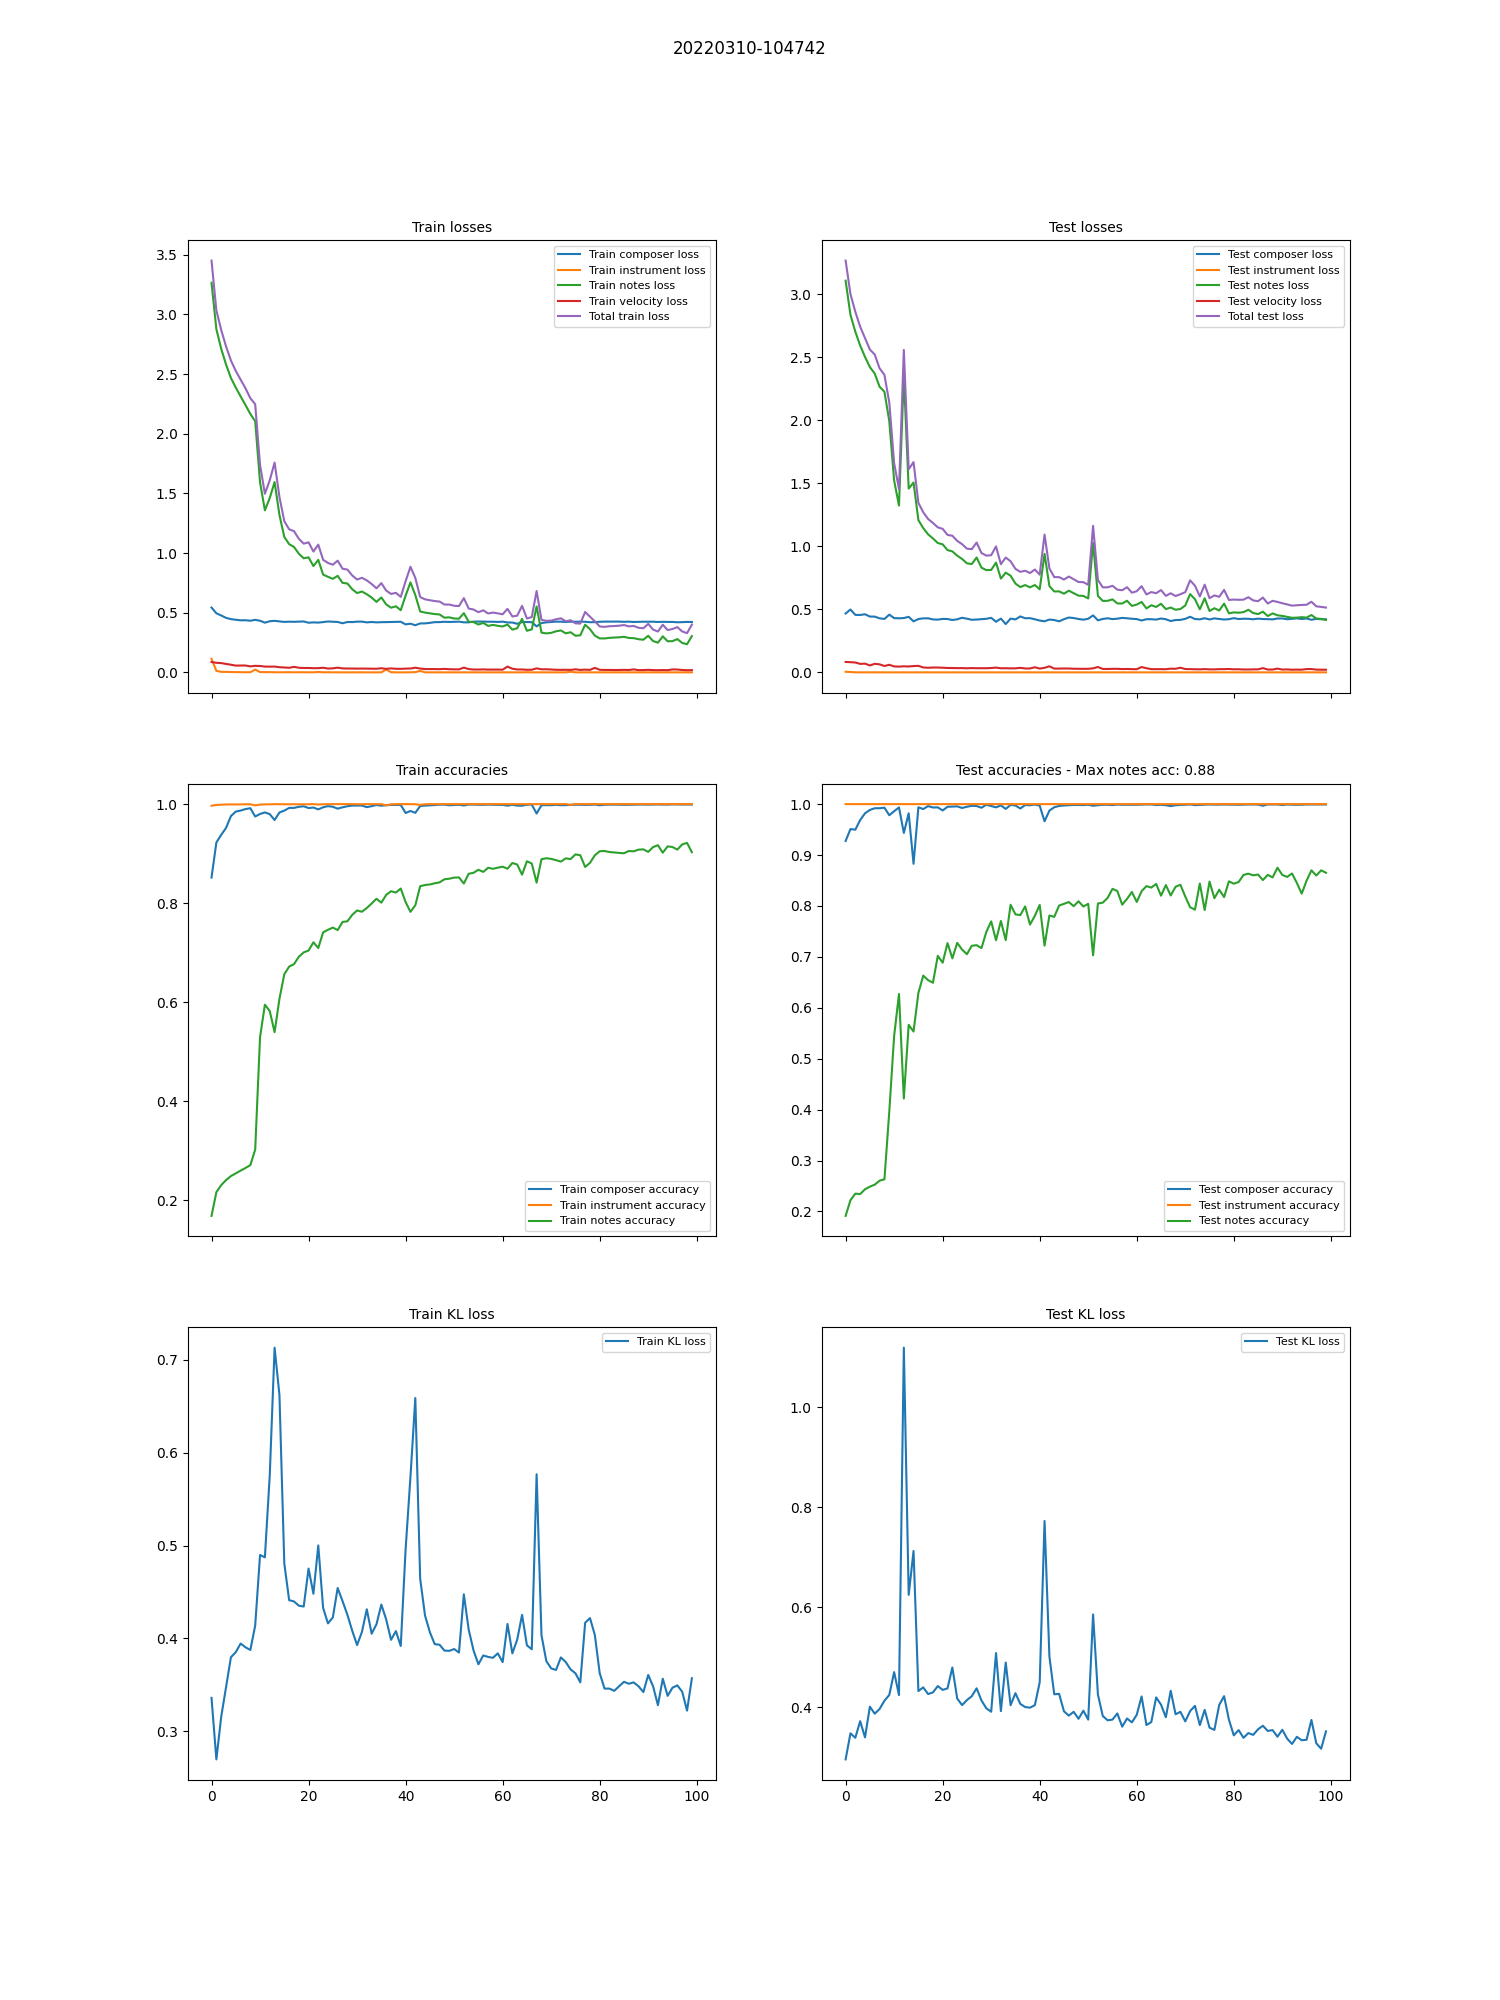 20220310-104742
Train losses
3.5
3.0
2.5
2.0
1.5
1.0
0.5
0.0
Train composer loss
Train instrument loss
Train notes loss
Train velocity loss
Total train loss
Test losses
3.0
2.5
2.0
1.5
1.0
0.5
0.0
Test composer loss
Test instrument loss
Test notes loss
Test velocity loss
Total test loss
Train accuracies
1.0
0.8
0.6
0.4
0.2
Train composer accuracy
Train instrument accuracy
Train notes accuracy
Test accuracies - Max notes acc: 0.88
1.0
0.9
0.8
0.7
0.6
0.5
0.4
0.3
0.2
Test composer accuracy
Test instrument accuracy
Test notes accuracy
Train KL loss
Train KL loss
0.7
0.6
0.5
0.4
0.3
0 20 40 60 80 100
Test KL loss
Test KL loss
1.0
0.8
0.6
0.4
0 20 40 60 80 100